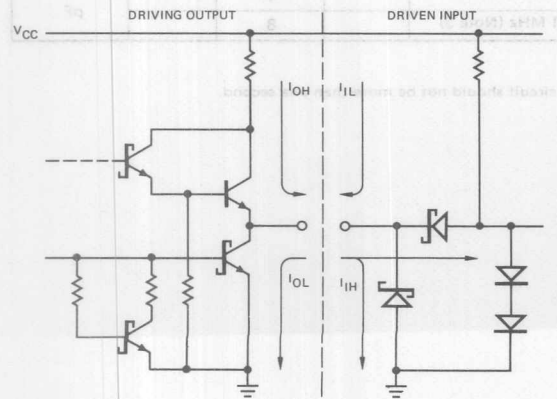 DRIVING OUTPUT
DRIVEN INPUT
VCC
IOH
IIL
IOL
IIH